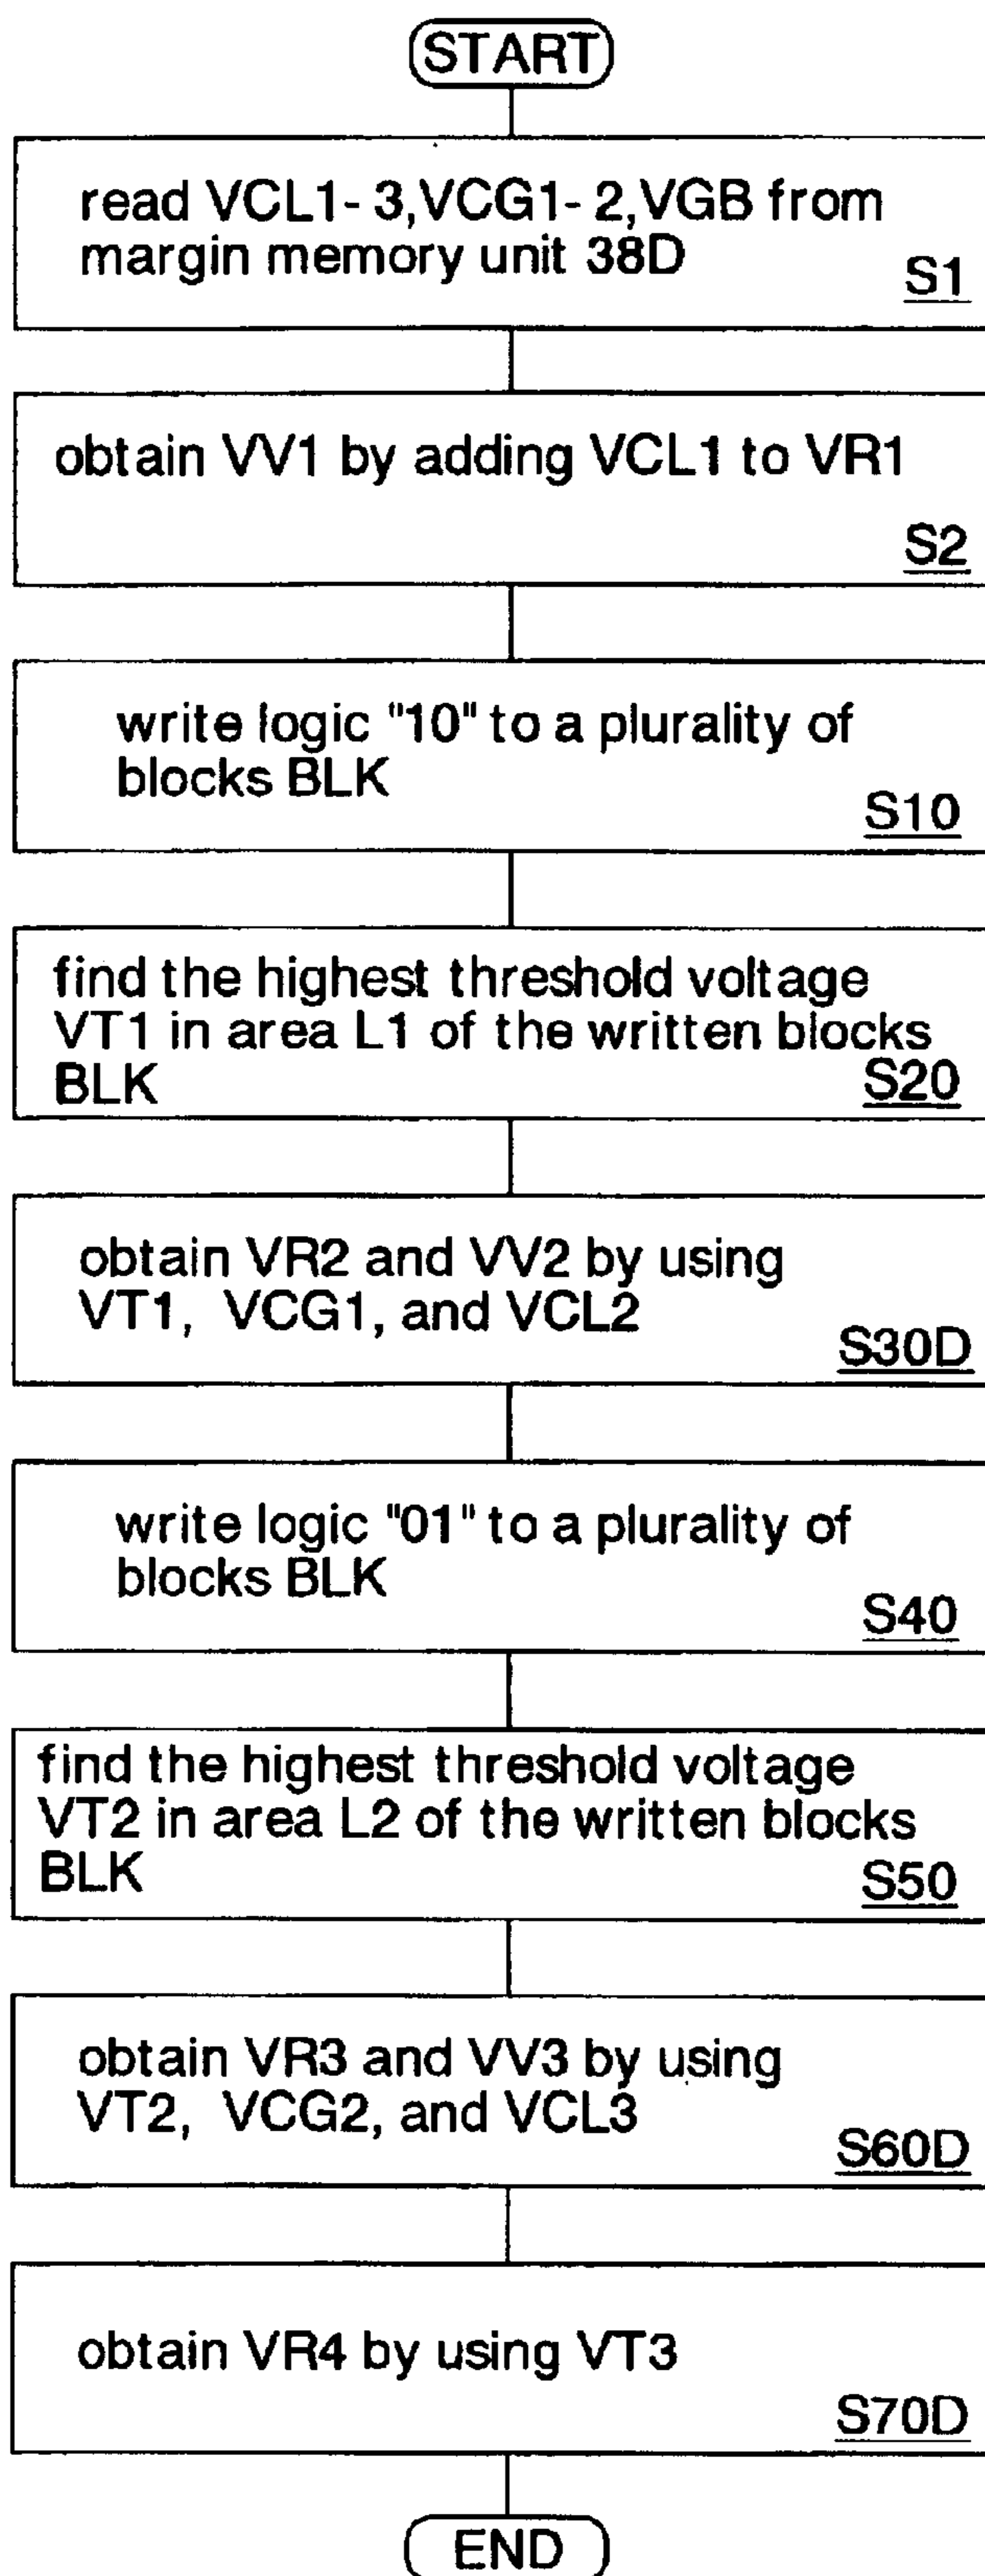 START
read VCL1-3,VCG1-2,VGB from
margin memory unit 38D
S1
obtain VV1 by adding VCL1 to VR1
S2
write logic "10" to a plurality of
blocks BLK
S10
find the highest threshold voltage
VT1 in area L1 of the written blocks
BLK
S20
obtain VR2 and VV2 by using
VT1, VCG1, and VCL2
S30D
write logic "01" to a plurality of
blocks BLK
S40
find the highest threshold voltage
VT2 in area L2 of the written blocks
BLK
S50
obtain VR3 and VV3 by using
VT2, VCG2, and VCL3
S60D
obtain VR4 by using VT3
S70D
END